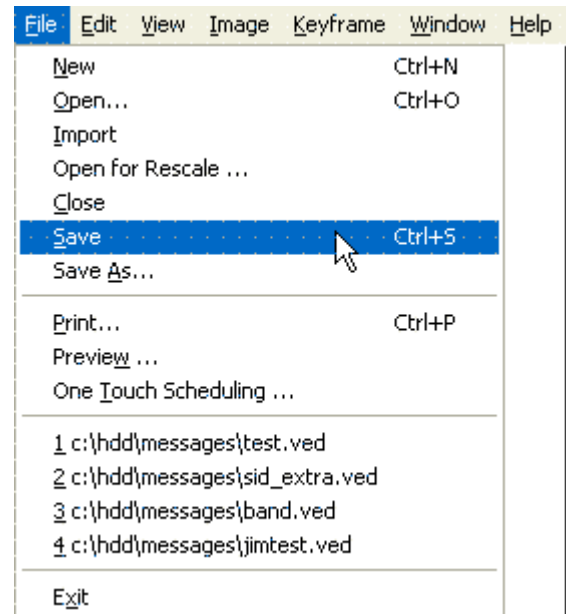 File Edit View Image Keyframe Window Help
New Ctrl+N
Open... Ctrl+O
Import
Open for Rescale ...
Close
Save Ctrl+S
Save As...
Print... Ctrl+P
Preview ...
One Touch Scheduling ...
1 c:\hdd\messages\test.ved
2 c:\hdd\messages\sid_extra.ved
3 c:\hdd\messages\band.ved
4 c:\hdd\messages\jimtest.ved
Exit